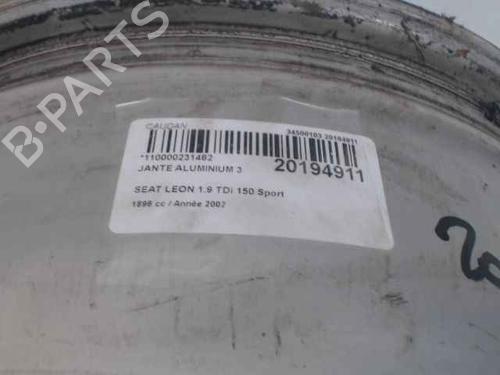 B-PARTS
CAUDAN
34500103 20194911
*110000231462
20194911
JANTE ALUMINIUM 3
SEAT LEON 1.9 TDi 150 Sport
1896 cc / Année 2002